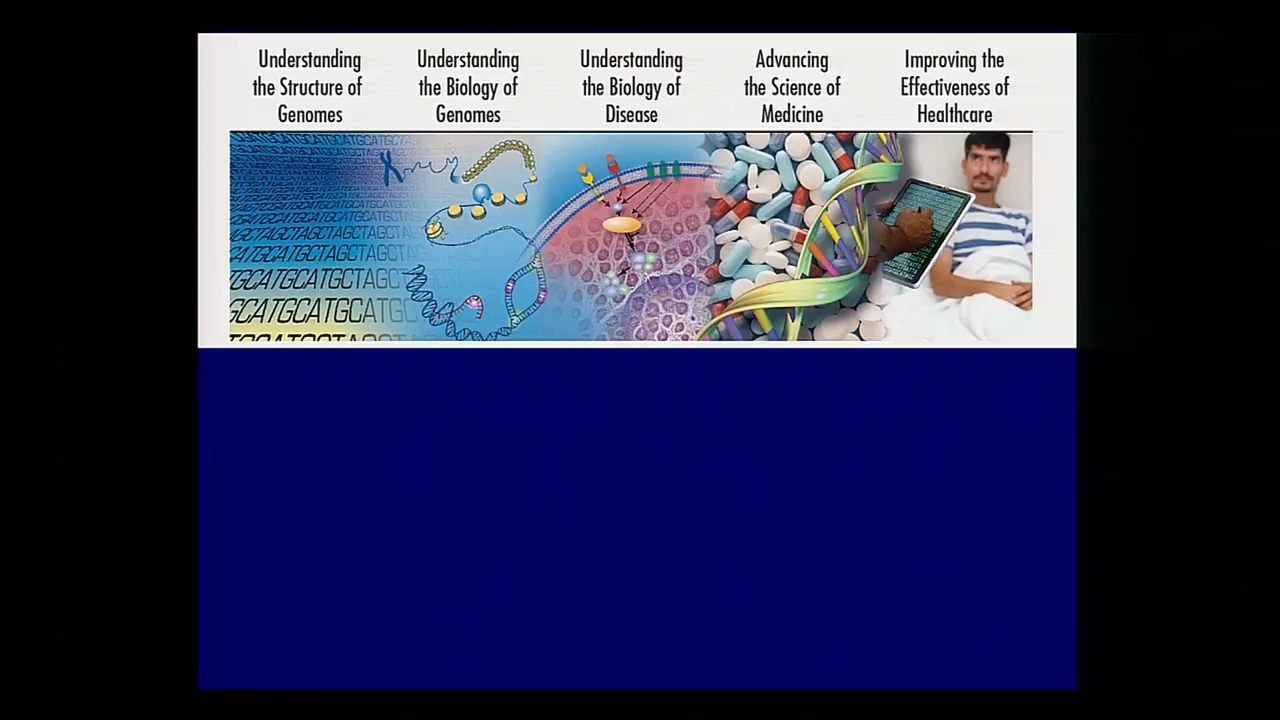 Understanding
the Structure of
Genomes
Understanding
the Biology of
Genomes
Understanding
the Biology of
Disease
Advancing
the Science of
Medicine
Improving the
Effectiveness of
Healthcare